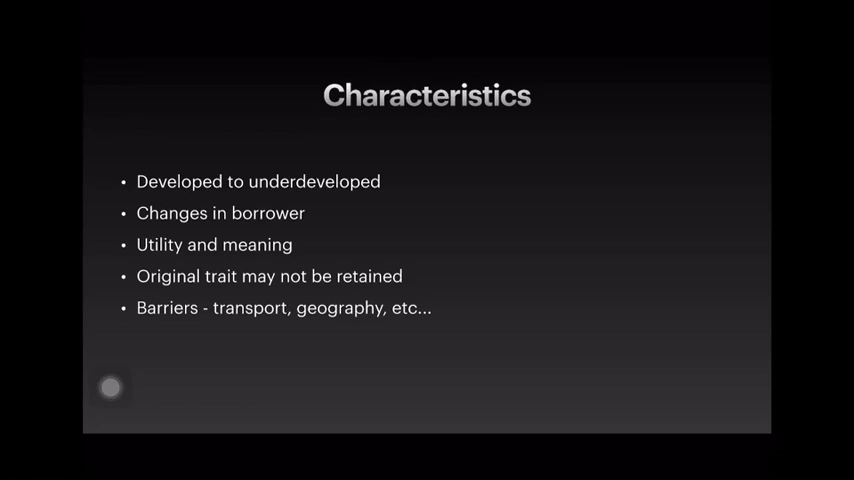 Characteristics
• Developed to underdeveloped
• Changes in borrower
• Utility and meaning
• Original trait may not be retained
• Barriers - transport, geography, etc...